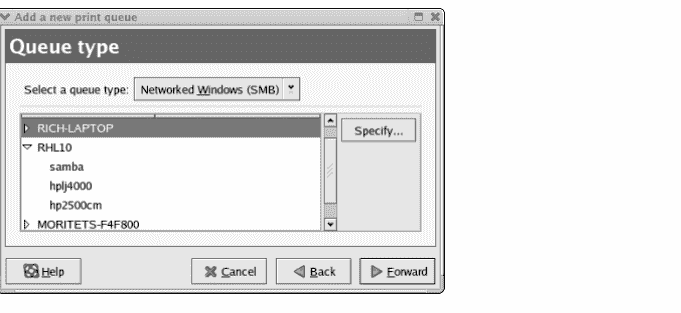 Add a new print queue
Queue type
Select a queue type: Networked Windows (SMB)
RICH-LAPTOP
Specify...
RHL10
samba
hplj4000
hp2500cm
MORITETS-F4F800
Help Cancel Back Forward